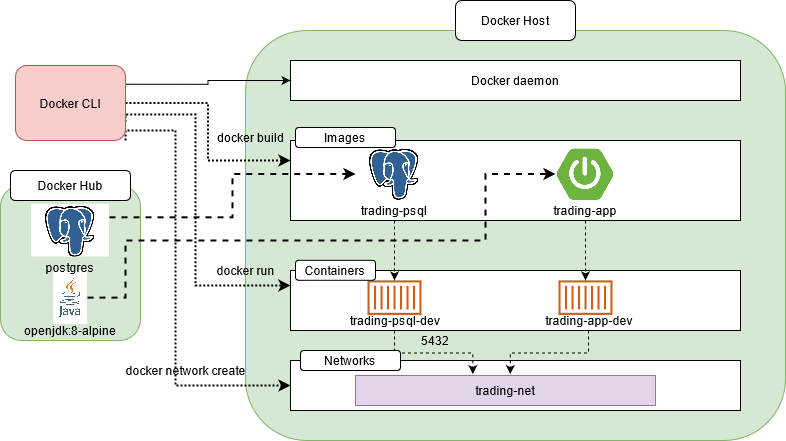 Docker Host
Docker daemon
Docker CLI
docker build
Images
Docker Hub
trading-psql
trading-app
postgres
docker run
Containers
Java
trading-psql-dev
trading-app-dev
openjdk:8-alpine
5432
Networks
docker network create
trading-net